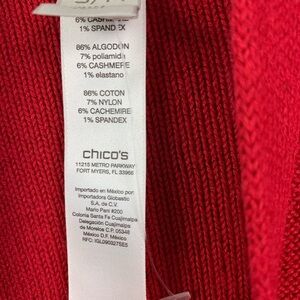 6% CASHMERE
1% SPANDEX
86% ALGODÓN
7% poliamida
6% CASHMERE
1% elastano
86% COTON
7% NYLON
6% CACHEMIRE
1% SPANDEX
chico's
11215 METRO PARKWAY
FORT MYERS, FL 33966
Importado en México por:
Importadora Globastic
S.A. de C.V.
Mario Pani #200
Colonia Santa Fe Cuajimalpa
Delegación Cuajimalpa
de Morelos C.P. 05348
México D.F.
RFC: IGL0903275E5